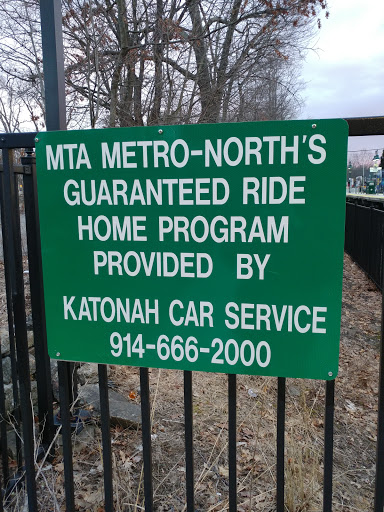 MTA METRO-NORTH'S
GUARANTEED RIDE
HOME PROGRAM
PROVIDED BY
KATONAH CAR SERVICE
914-666-2000